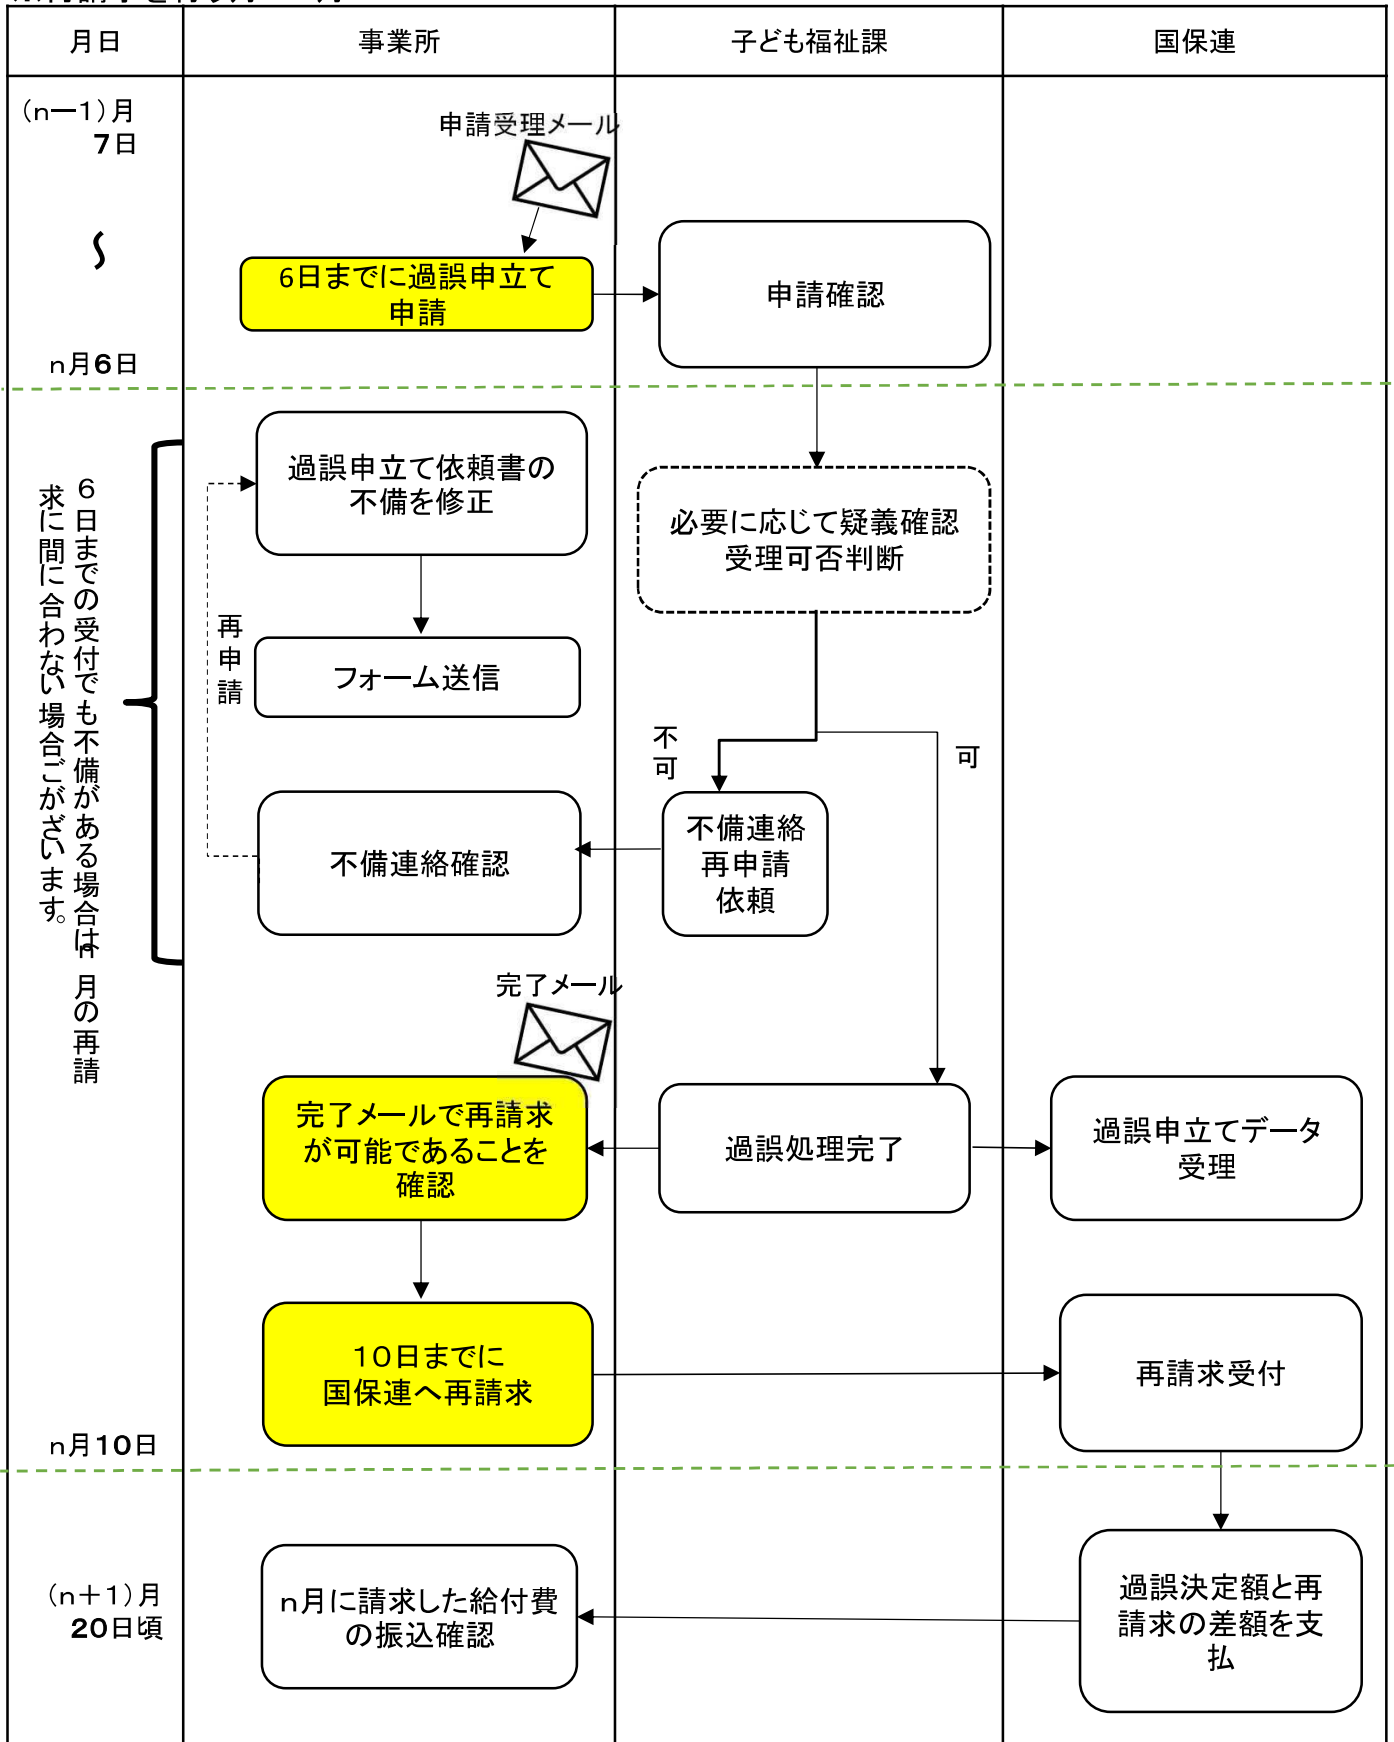 月日
事業所
子ども福祉課
国保連
(n－1)月
7日
～
n月6日
申請受理メール
6日までに過誤申立て
申請
申請確認
過誤申立て依頼書の
不備を修正
必要に応じて疑義確認
受理可否判断
6日までの受付でも不備がある場合はn月の再請
求に間に合わない場合ごがざいます。
再申請
フォーム送信
不可
可
不備連絡確認
不備連絡
再申請
依頼
完了メール
完了メールで再請求
が可能であることを
確認
過誤処理完了
過誤申立てデータ
受理
10日までに
国保連へ再請求
再請求受付
n月10日
(n＋1)月
20日頃
n月に請求した給付費
の振込確認
過誤決定額と再
請求の差額を支
払